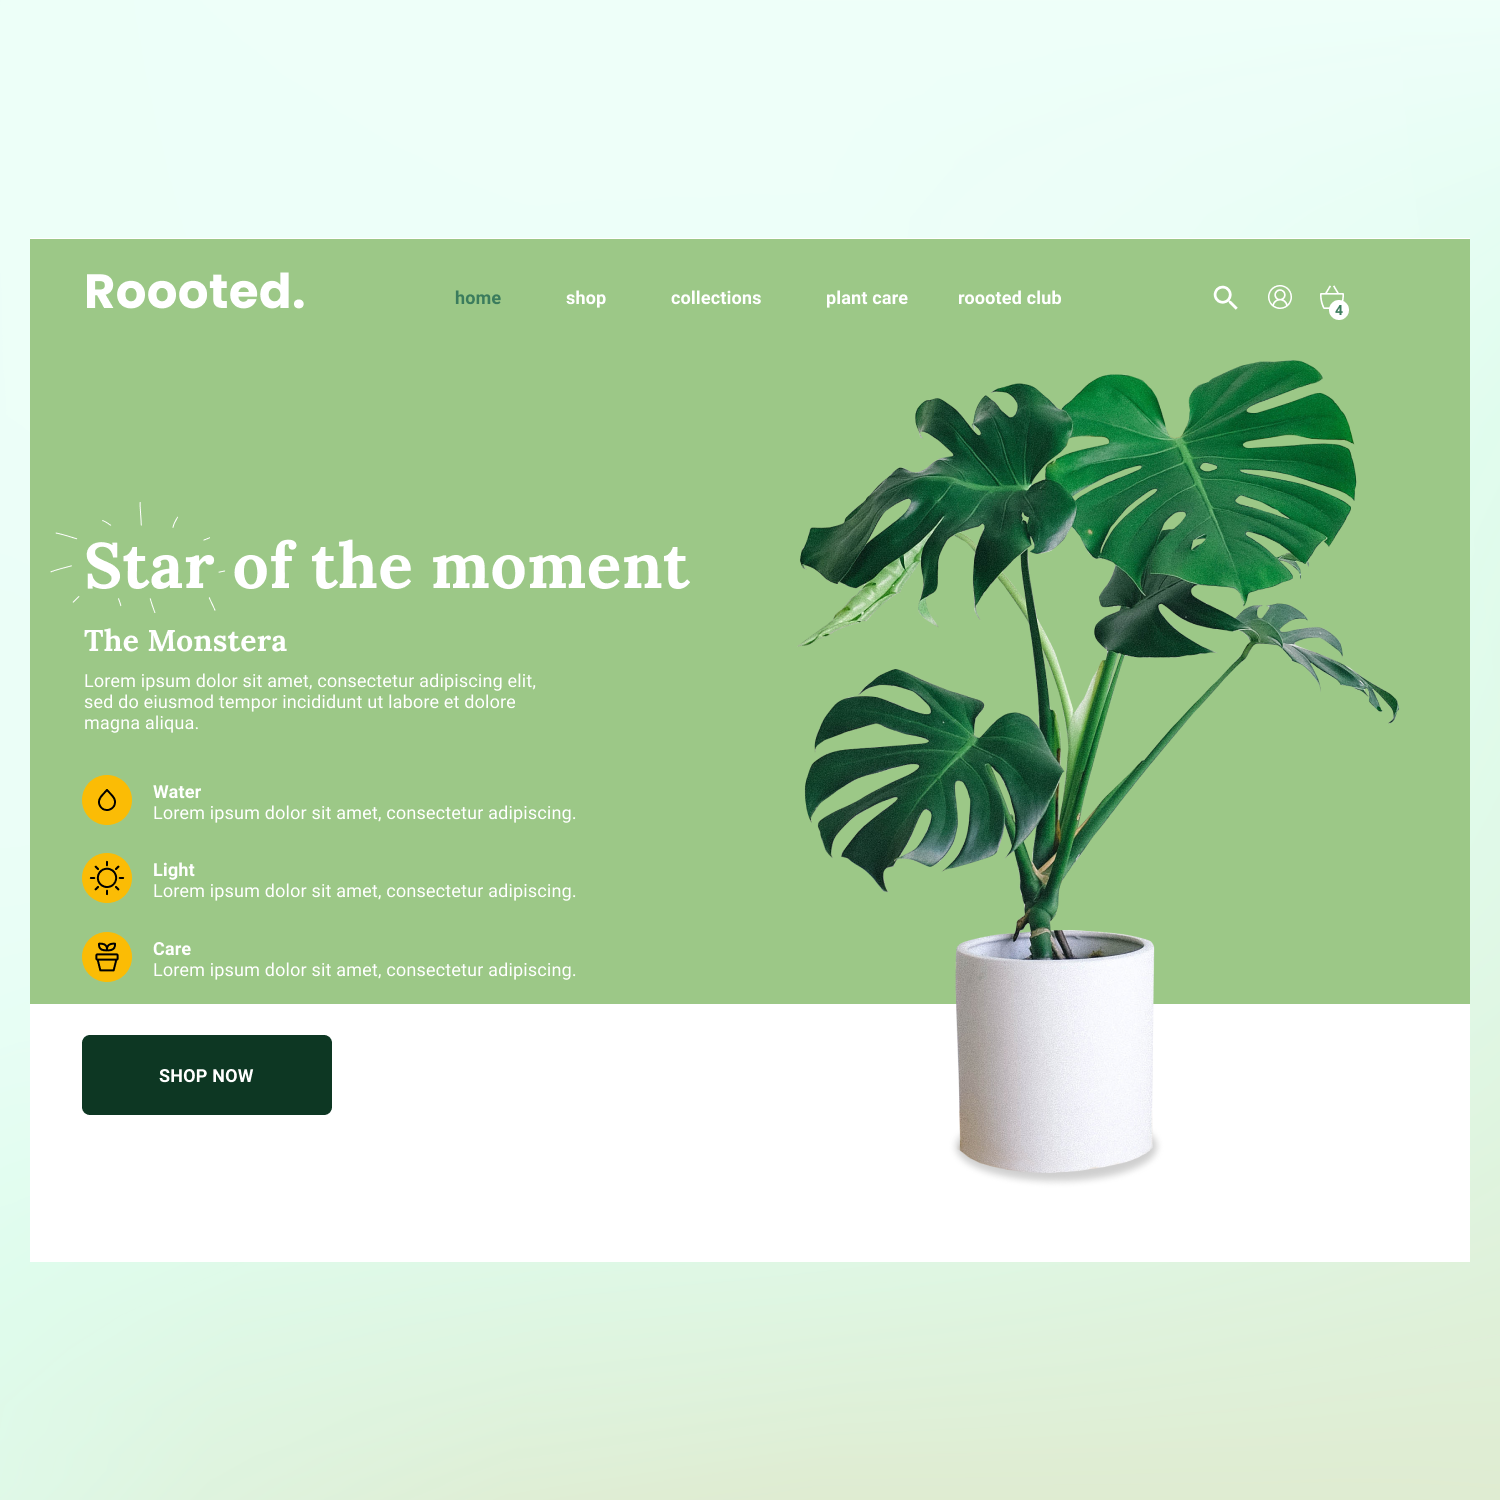 Roooted.
home shop collections plant care roooted club
4
Star of the moment
The Monstera
Lorem ipsum dolor sit amet, consectetur adipiscing elit,
sed do eiusmod tempor incididunt ut labore et dolore
magna aliqua.
Water
Lorem ipsum dolor sit amet, consectetur adipiscing.
Light
Lorem ipsum dolor sit amet, consectetur adipiscing.
Care
Lorem ipsum dolor sit amet, consectetur adipiscing.
SHOP NOW